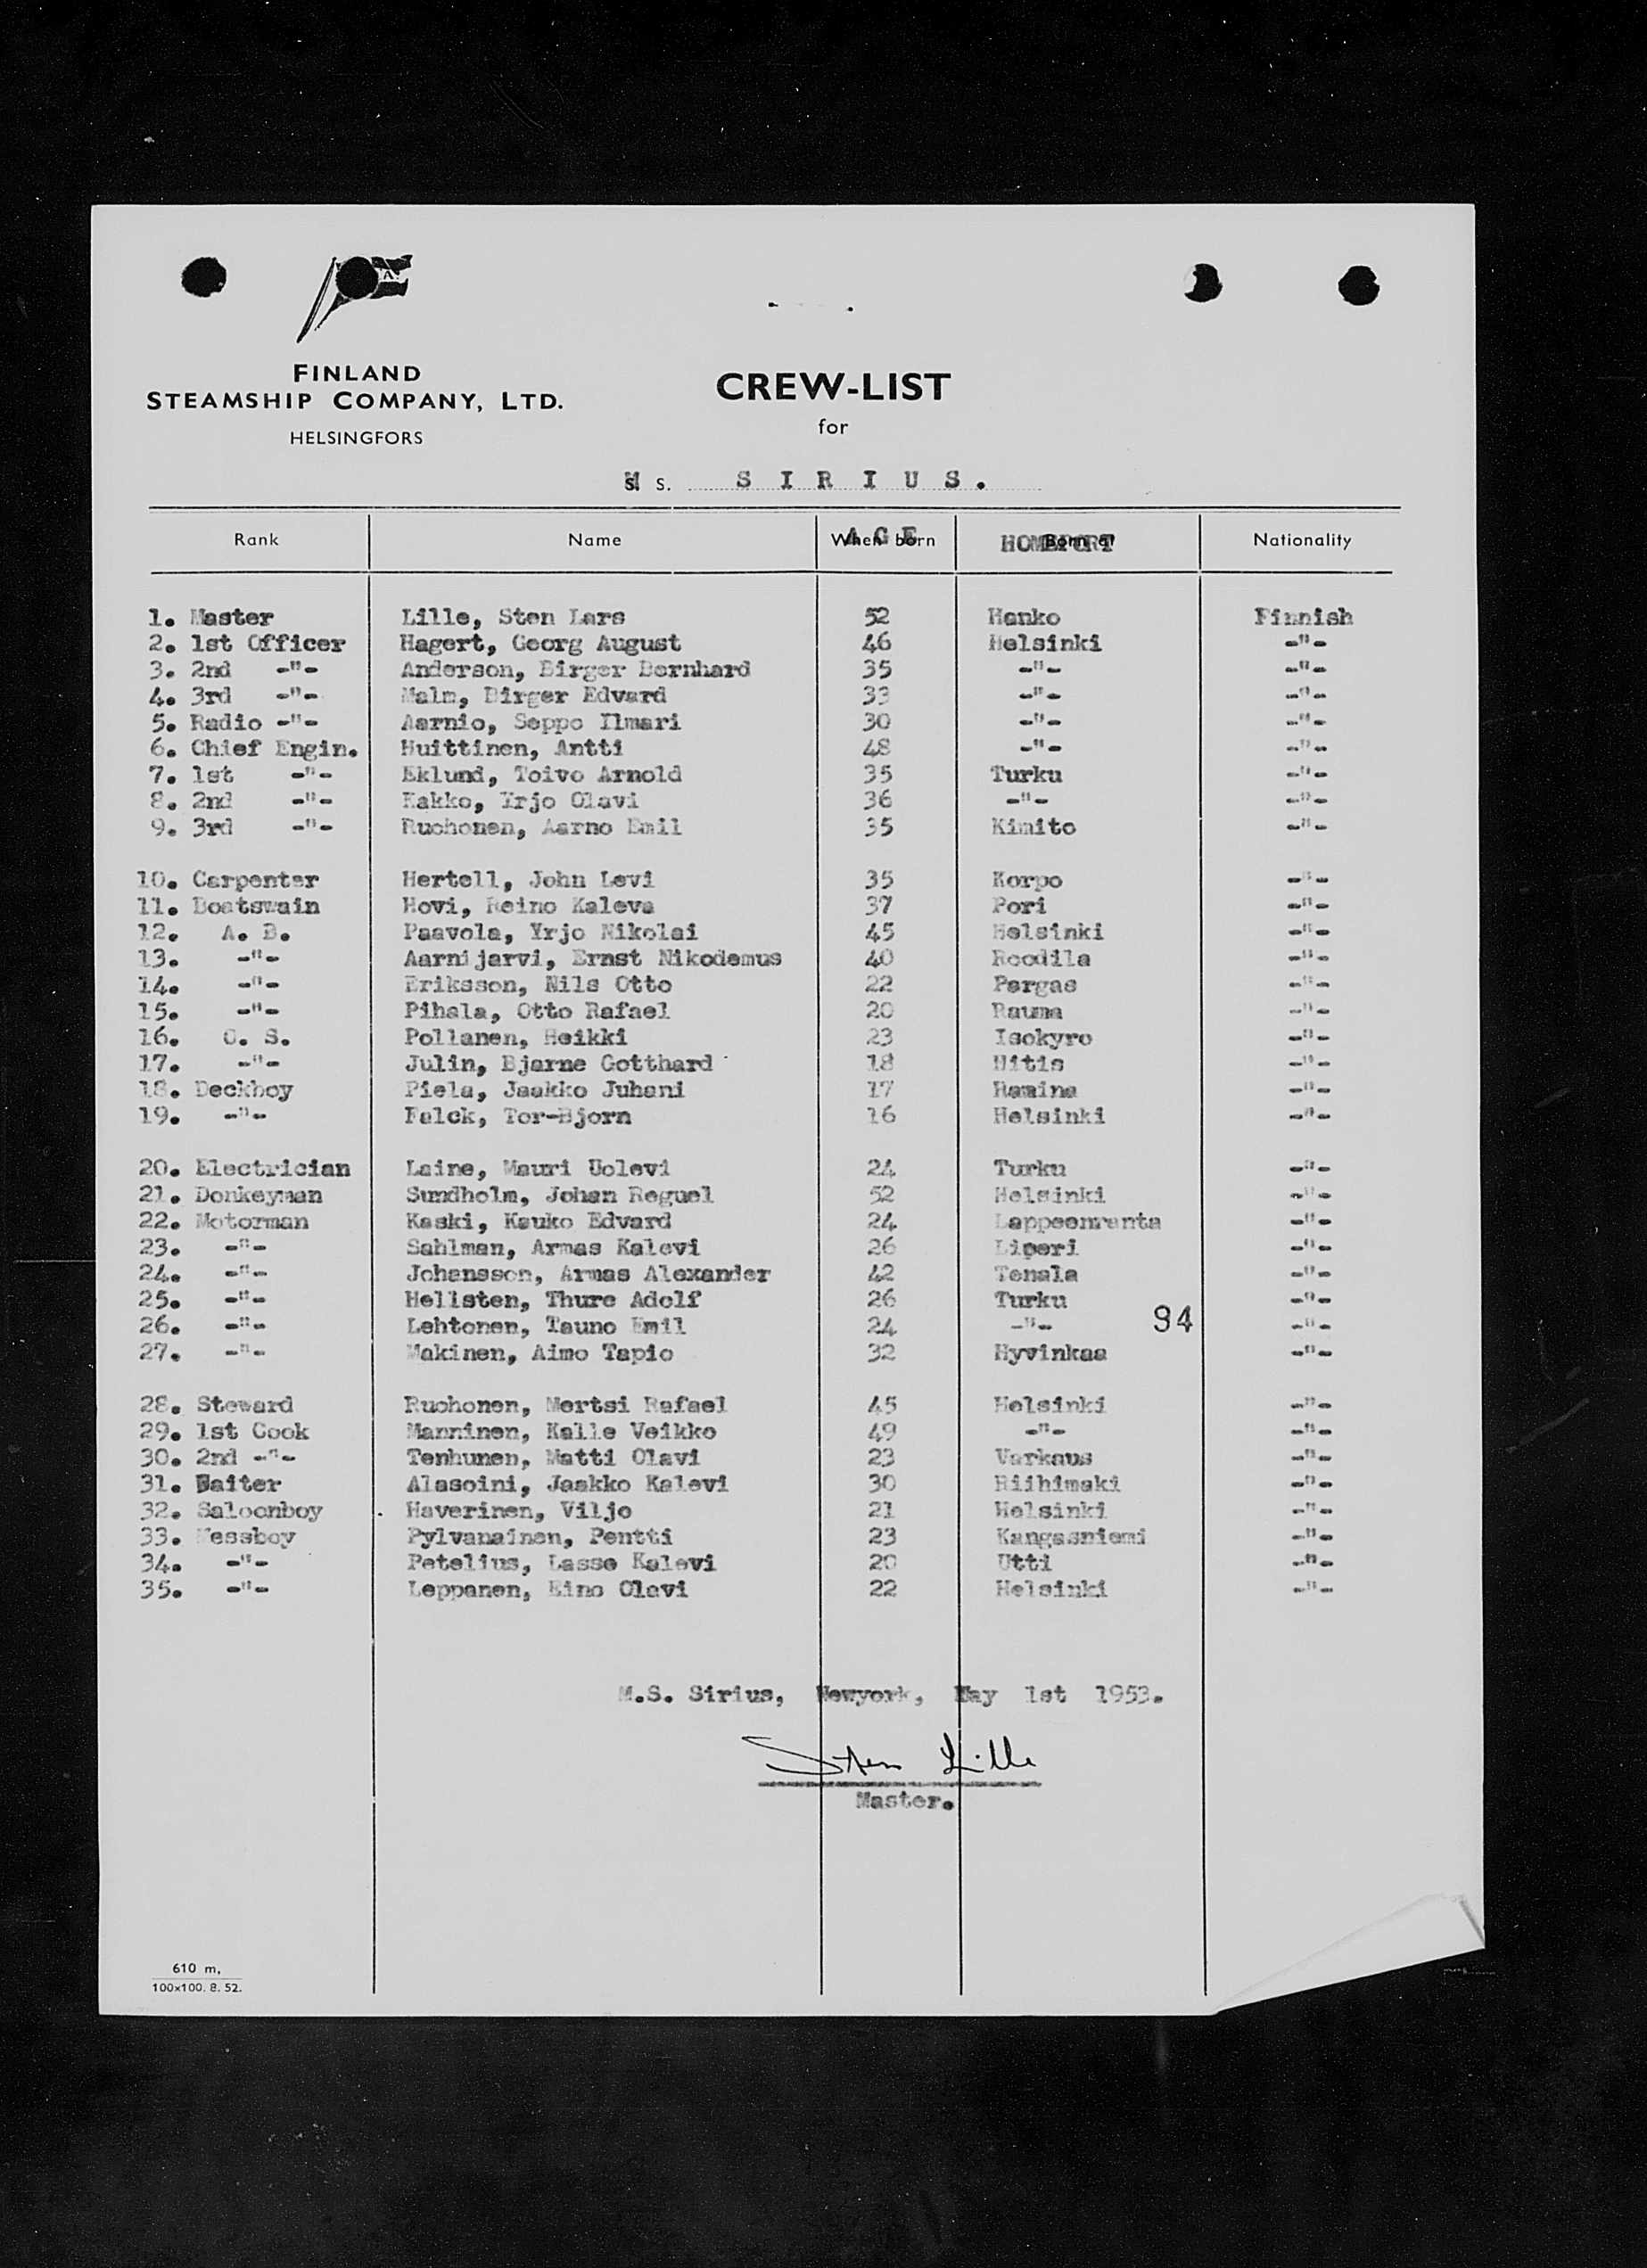 FINLAND
STEAMSHIP COMPANY, LTD.
HELSINGFORS
CREW-LIST
for
M s. SIRIUS.
Rank Name When born AGE Born at HOMEPORT Nationality
1. Master Lille, Sten Lars 52 Hanko Finnish
2. 1st Officer Hagert, Georg August 46 Helsinki -"-
3. 2nd -"- Anderson, Birger Bernhard 35 -"- -"-
4. 3rd -"- Malm, Birger Edvard 33 -"- -"-
5. Radio -"- Aarnio, Seppo Ilmari 30 -"- -"-
6. Chief Engin. Huittinen, Antti 48 -"- -"-
7. 1st -"- Eklund, Toivo Arnold 35 Turku -"-
8. 2nd -"- Kakko, Yrjo Olavi 36 -"- -"-
9. 3rd -"- Ruohonen, Aarno Emil 35 Kimito -"-
10. Carpenter Hertell, John Levi 35 Korpo -"-
11. Boatswain Hovi, Reino Kaleva 37 Pori -"-
12. A. B. Paavola, Yrjo Nikolai 45 Helsinki -"-
13. -"- Aarnijarvi, Ernst Nikodemus 40 Roodila -"-
14. -"- Eriksson, Nils Otto 22 Pargas -"-
15. -"- Pihala, Otto Rafael 20 Rauma -"-
16. O. S. Pollanen, Heikki 23 Isokyro -"-
17. -"- Julin, Bjarne Gotthard 18 Hitis -"-
18. Deckboy Piela, Jaakko Juhani 17 Hamina -"-
19. -"- Falck, Tor-Bjorn 16 Helsinki -"-
20. Electrician Laine, Mauri Uolevi 24 Turku -"-
21. Donkeyman Sundholm, Johan Reguel 52 Helsinki -"-
22. Motorman Kaski, Kauko Edvard 24 Lappeenranta -"-
23. -"- Sahlman, Armas Kalevi 26 Liperi -"-
24. -"- Johansson, Armas Alexander 42 Tenala -"-
25. -"- Hellsten, Thure Adolf 26 Turku -"-
26. -"- Lehtonen, Tauno Emil 24 -"- 94 -"-
27. -"- Makinen, Aimo Tapio 32 Hyvinkaa -"-
28. Steward Ruohonen, Mertsi Rafael 45 Helsinki -"-
29. 1st Cook Manninen, Kalle Veikko 49 -"- -"-
30. 2nd -"- Tenhunen, Matti Olavi 23 Varkaus -"-
31. Waiter Alasoini, Jaakko Kalevi 30 Riihimaki -"-
32. Saloonboy Haverinen, Viljo 21 Helsinki -"-
33. Messboy Pylvanainen, Pentti 23 Kangasniemi -"-
34. -"- Petelius, Lasse Kalevi 20 Utti -"-
35. -"- Leppanen, Eino Olavi 22 Helsinki -"-
M.S. Sirius, Newyork, May 1st 1953.
Sten Lille
Master.
610 m,
100x100. 8. 52.